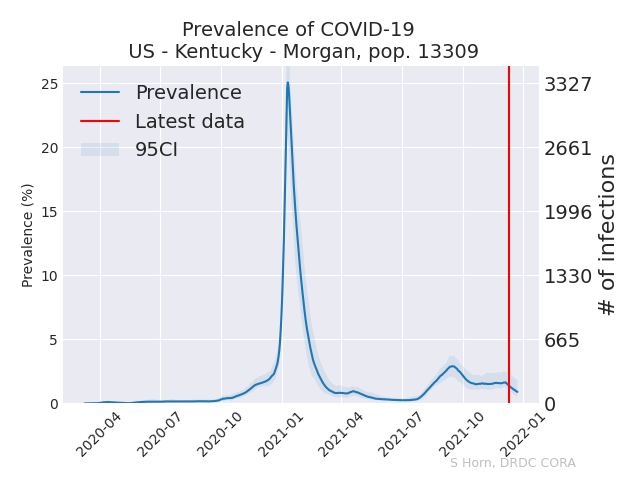 Prevalence of COVID-19
US - Kentucky - Morgan, pop. 13309
Prevalence
Latest data
95CI
Prevalence (%)
25
20
15
10
5
0
3327
2661
1996
1330
665
0
# of infections
2020-04
2020-07
2020-10
2021-01
2021-04
2021-07
2021-10
2022-01
S Horn, DRDC CORA